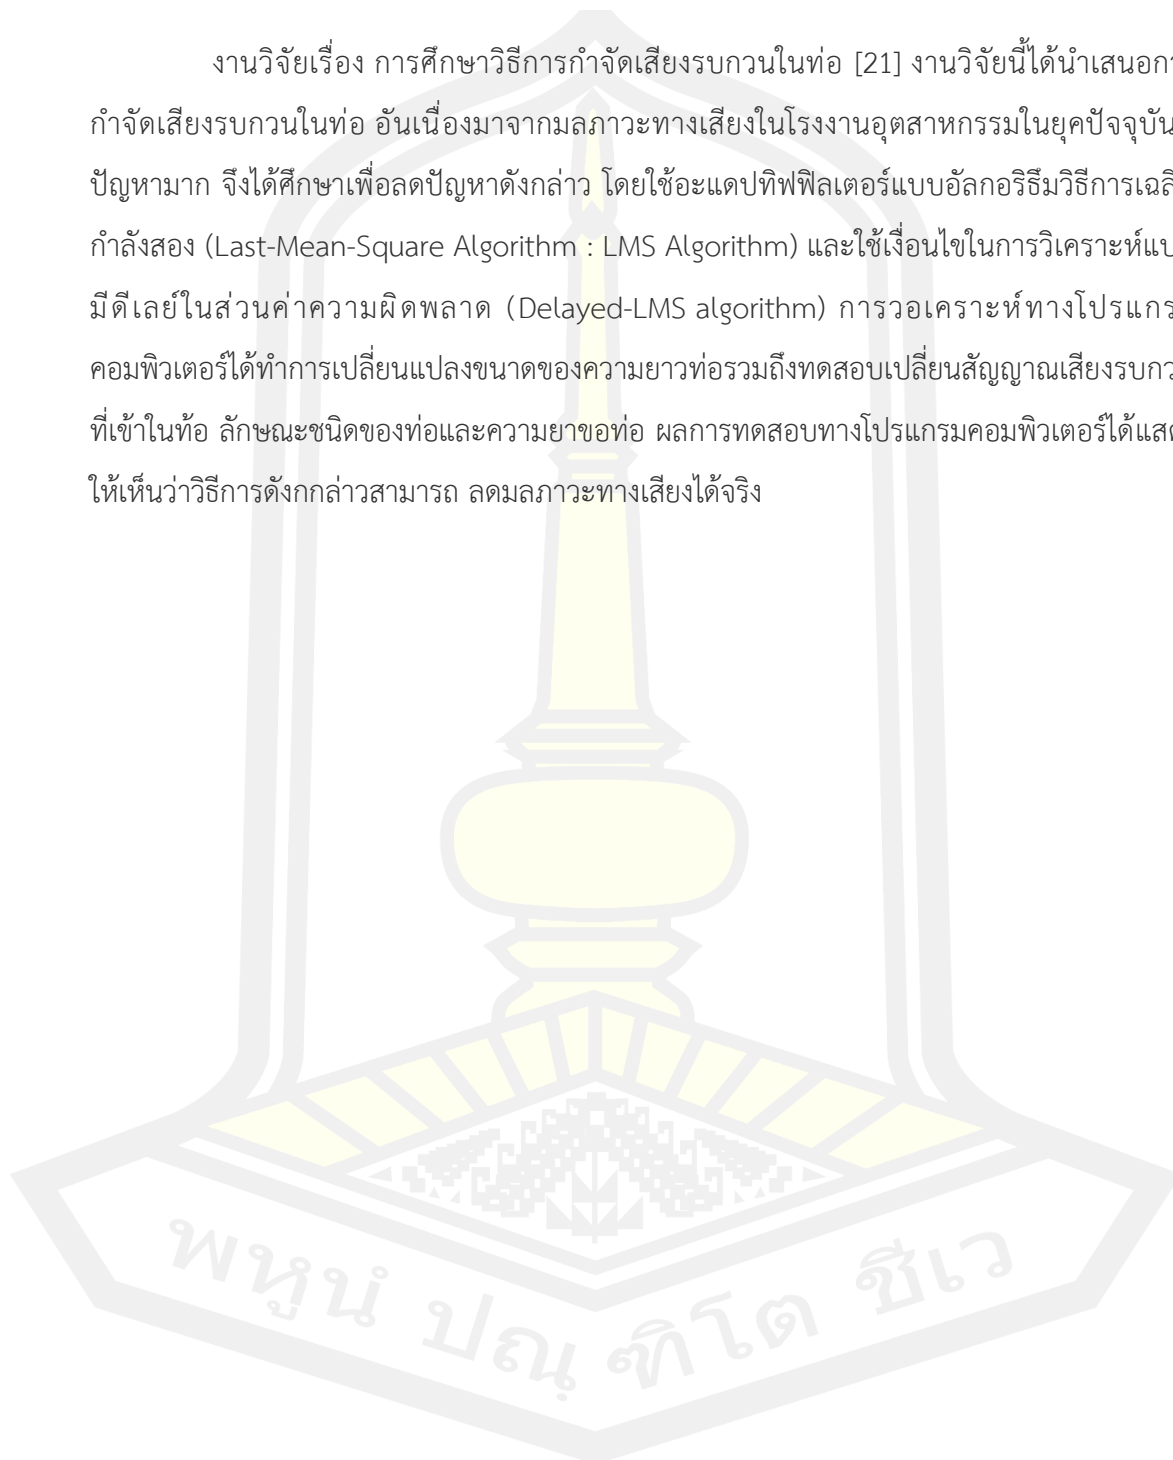 งานวิจัยเรื่อง การศึกษาวิธีการกำจัดเสียงรบกวนในท่อ [21] งานวิจัยนี้ได้นำเสนอกา
กำจัดเสียงรบกวนในท่อ อันเนื่องมาจากมลภาวะทางเสียงในโรงงานอุตสาหกรรมในยุคปัจจุบัน
ปัญหามาก จึงได้ศึกษาเพื่อลดปัญหาดังกล่าว โดยใช้อะแดปทิฟฟิลเตอร์แบบอัลกอริธึมวิธีการเฉลี
กำลังสอง (Last-Mean-Square Algorithm : LMS Algorithm) และใช้เงื่อนไขในการวิเคราะห์แบ
มีดีเลย์ในส่วนค่าความผิดพลาด (Delayed-LMS algorithm) การวอเคราะห์ทางโปรแกร
คอมพิวเตอร์ได้ทำการเปลี่ยนแปลงขนาดของความยาวท่อรวมถึงทดสอบเปลี่ยนสัญญาณเสียงรบกว
ที่เข้าในท้อ ลักษณะชนิดของท่อและความยาขอท่อ ผลการทดสอบทางโปรแกรมคอมพิวเตอร์ได้แสด
ให้เห็นว่าวิธีการดังกกล่าวสามารถ ลดมลภาวะทางเสียงได้จริง
พหูนํ ปณฺฑิโต ชีเว